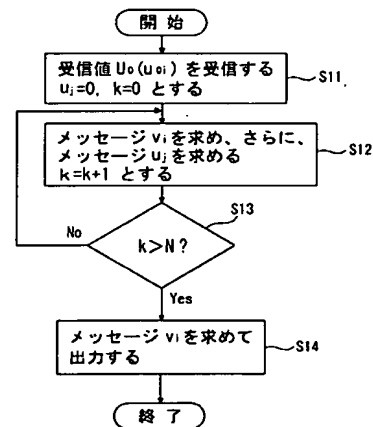 開始
受信値 U₀(u₀ᵢ) を受信する
uⱼ=0, k=0 とする
S11
メッセージ vᵢ を求め、さらに、
メッセージ uⱼ を求める
k=k+1 とする
S12
S13
No
k>N?
Yes
メッセージ vᵢ を求めて
出力する
S14
終了